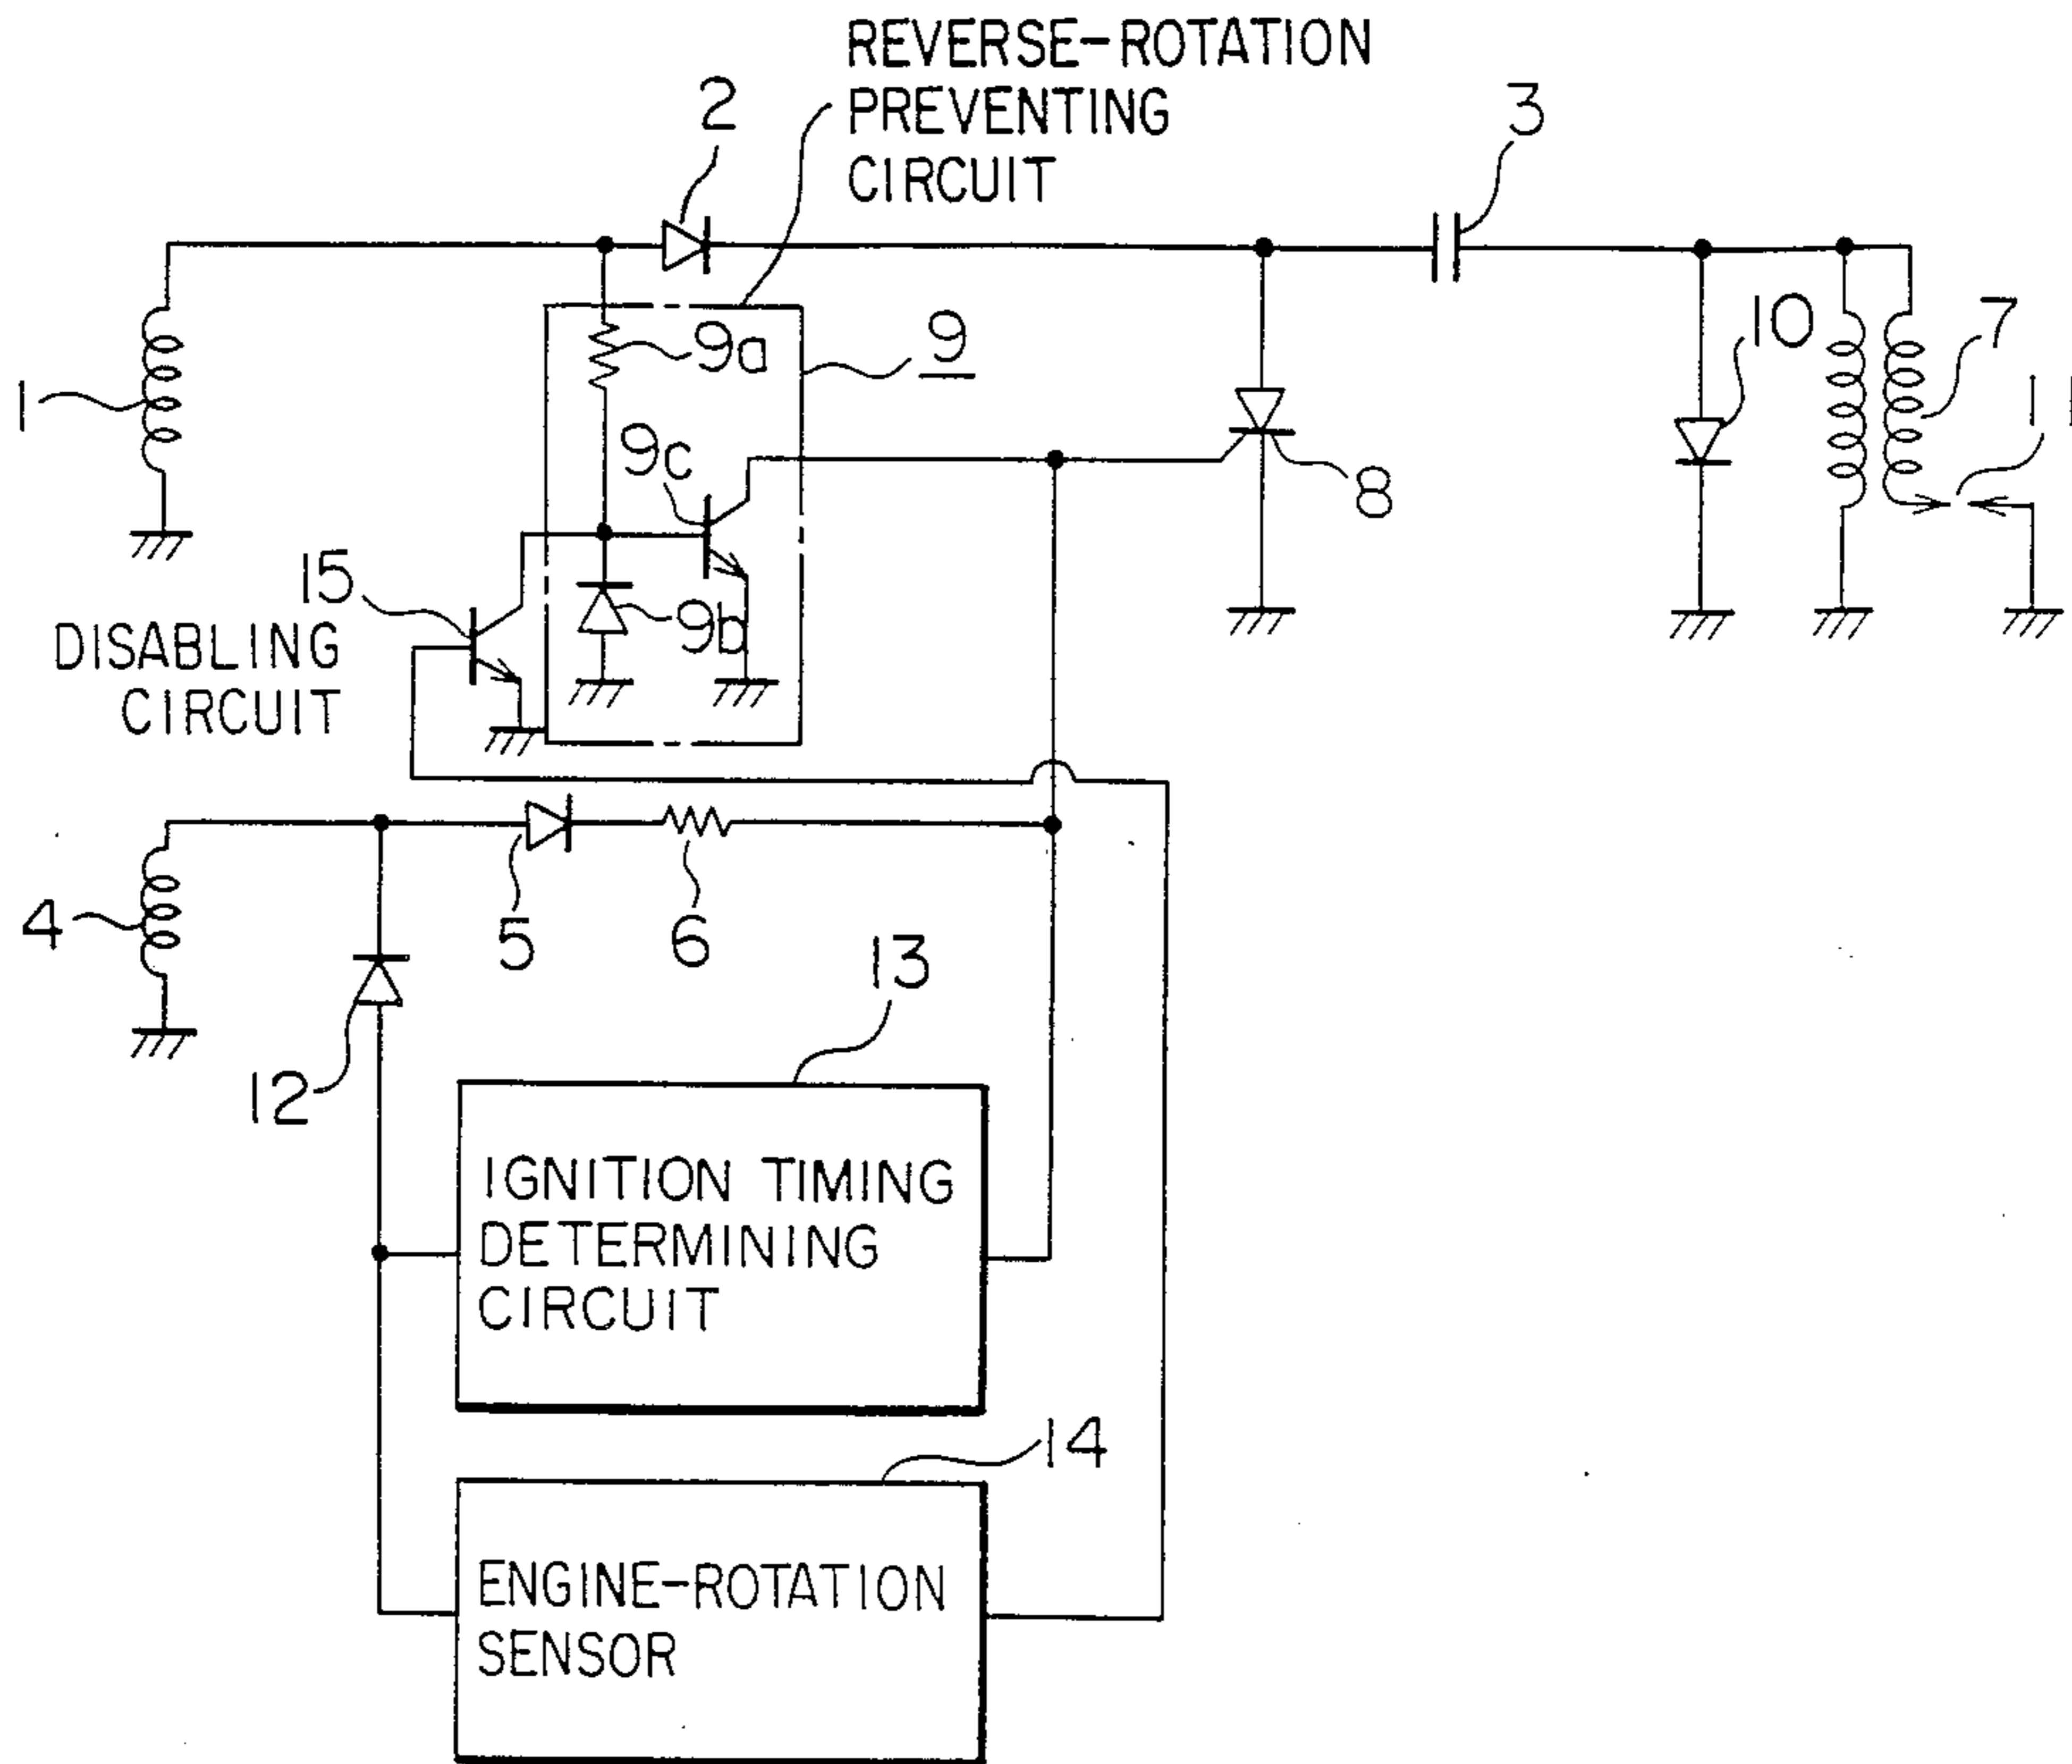 REVERSE-ROTATION
PREVENTING
CIRCUIT
2
3
9a
9
10
7
11
1
9c
8
15
9b
DISABLING
CIRCUIT
4
5
6
13
12
IGNITION TIMING
DETERMINING
CIRCUIT
14
ENGINE-ROTATION
SENSOR